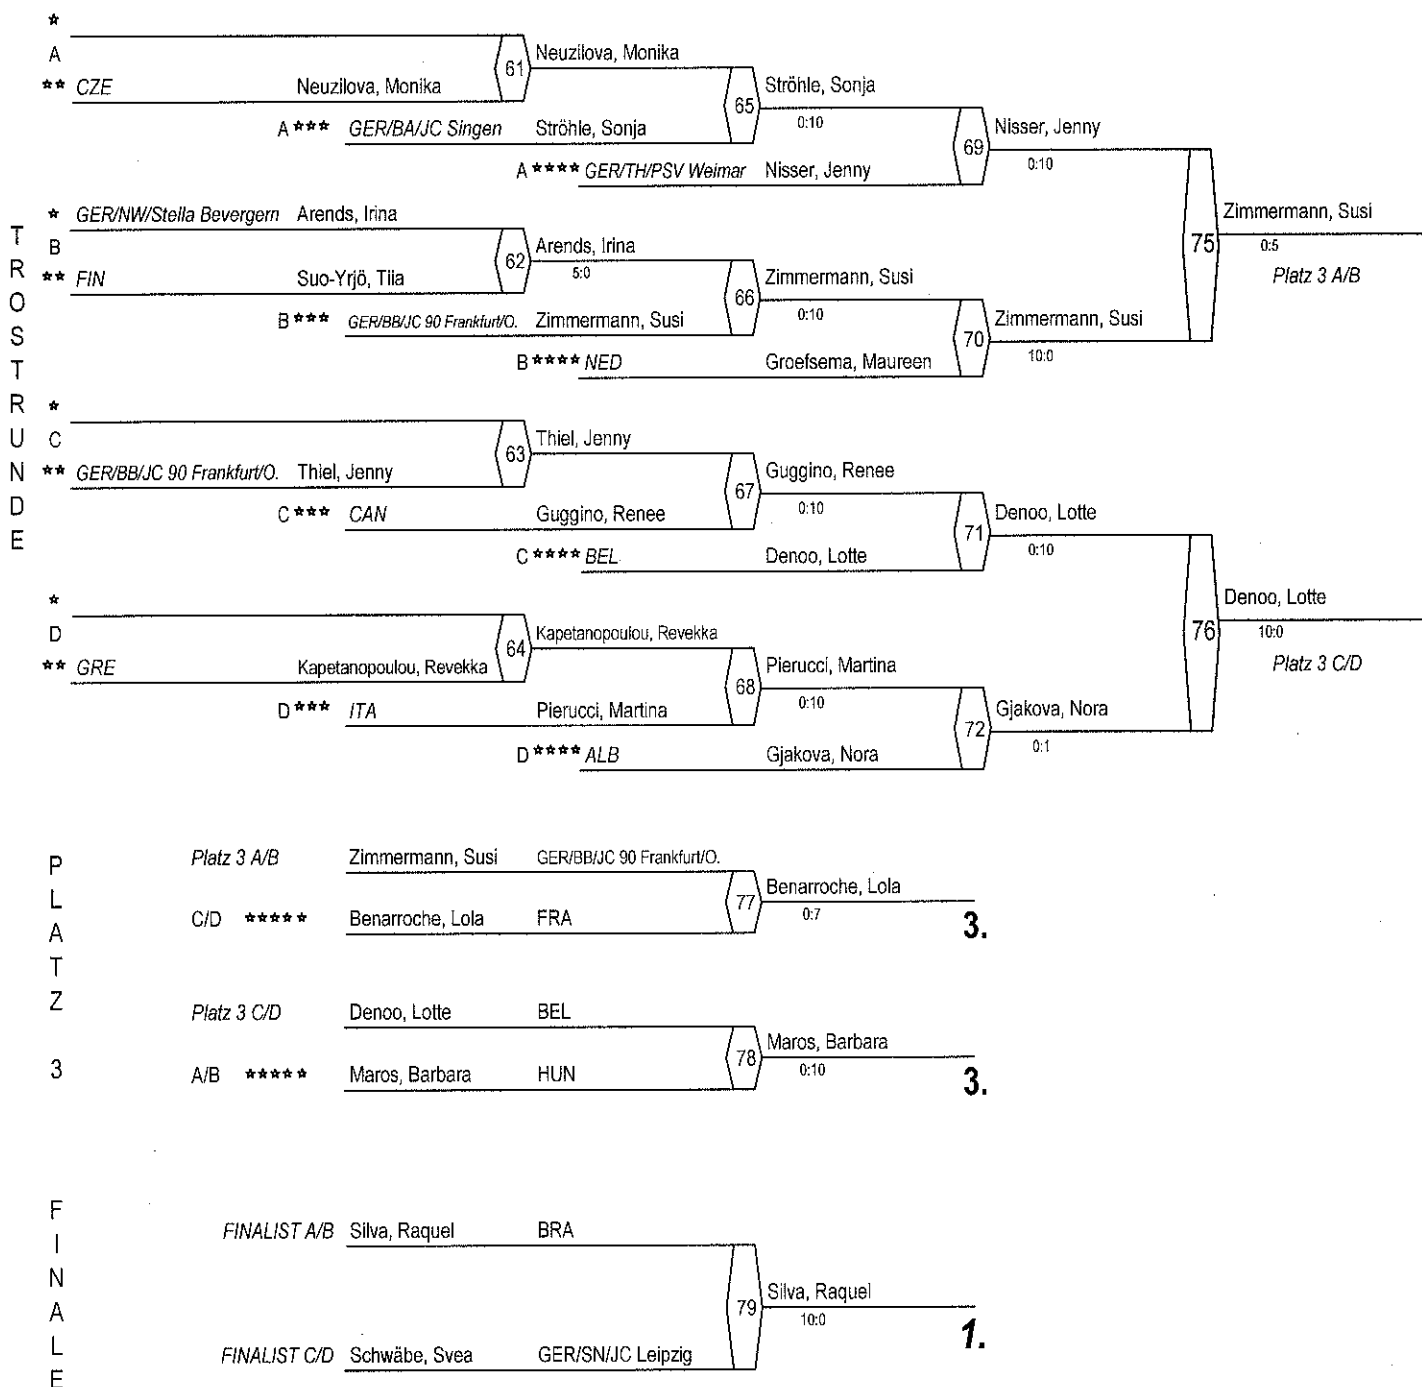 TROSTRUNDE
*
A
** CZE Neuzilova, Monika
61
Neuzilova, Monika
A *** GER/BA/JC Singen Ströhle, Sonja
65
Ströhle, Sonja
0:10
A **** GER/TH/PSV Weimar Nisser, Jenny
69
Nisser, Jenny
0:10
* GER/NW/Stella Bevergern Arends, Irina
B
** FIN Suo-Yrjö, Tiia
62
Arends, Irina
5:0
B *** GER/BB/JC 90 Frankfurt/O. Zimmermann, Susi
66
Zimmermann, Susi
0:10
B **** NED Groefsema, Maureen
70
Zimmermann, Susi
10:0
75
Zimmermann, Susi
0:5
Platz 3 A/B
*
C
** GER/BB/JC 90 Frankfurt/O. Thiel, Jenny
63
Thiel, Jenny
C *** CAN Guggino, Renee
67
Guggino, Renee
0:10
C **** BEL Denoo, Lotte
71
Denoo, Lotte
0:10
*
D
** GRE Kapetanopoulou, Revekka
64
Kapetanopoulou, Revekka
D *** ITA Pierucci, Martina
68
Pierucci, Martina
0:10
D **** ALB Gjakova, Nora
72
Gjakova, Nora
0:1
76
Denoo, Lotte
10:0
Platz 3 C/D
PLATZ 3
Platz 3 A/B Zimmermann, Susi GER/BB/JC 90 Frankfurt/O.
C/D ***** Benarroche, Lola FRA
77
Benarroche, Lola
0:7
3.
Platz 3 C/D Denoo, Lotte BEL
A/B ***** Maros, Barbara HUN
78
Maros, Barbara
0:10
3.
FINALE
FINALIST A/B Silva, Raquel BRA
FINALIST C/D Schwäbe, Svea GER/SN/JC Leipzig
79
Silva, Raquel
10:0
1.